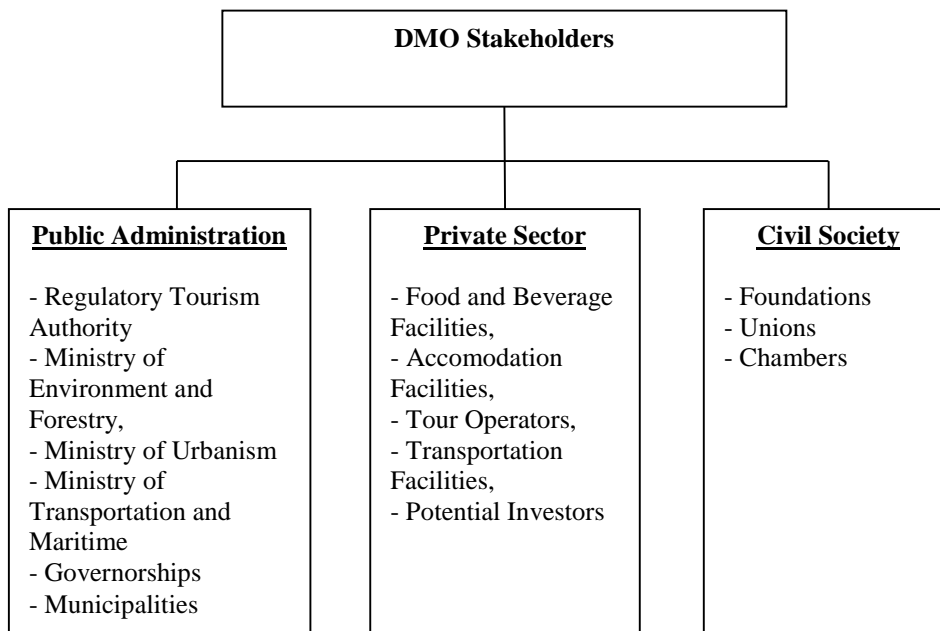 DMO Stakeholders
Public Administration
- Regulatory Tourism
Authority
- Ministry of
Environment and
Forestry,
- Ministry of Urbanism
- Ministry of
Transportation and
Maritime
- Governorships
- Municipalities
Private Sector
- Food and Beverage
Facilities,
- Accomodation
Facilities,
- Tour Operators,
- Transportation
Facilities,
- Potential Investors
Civil Society
- Foundations
- Unions
- Chambers